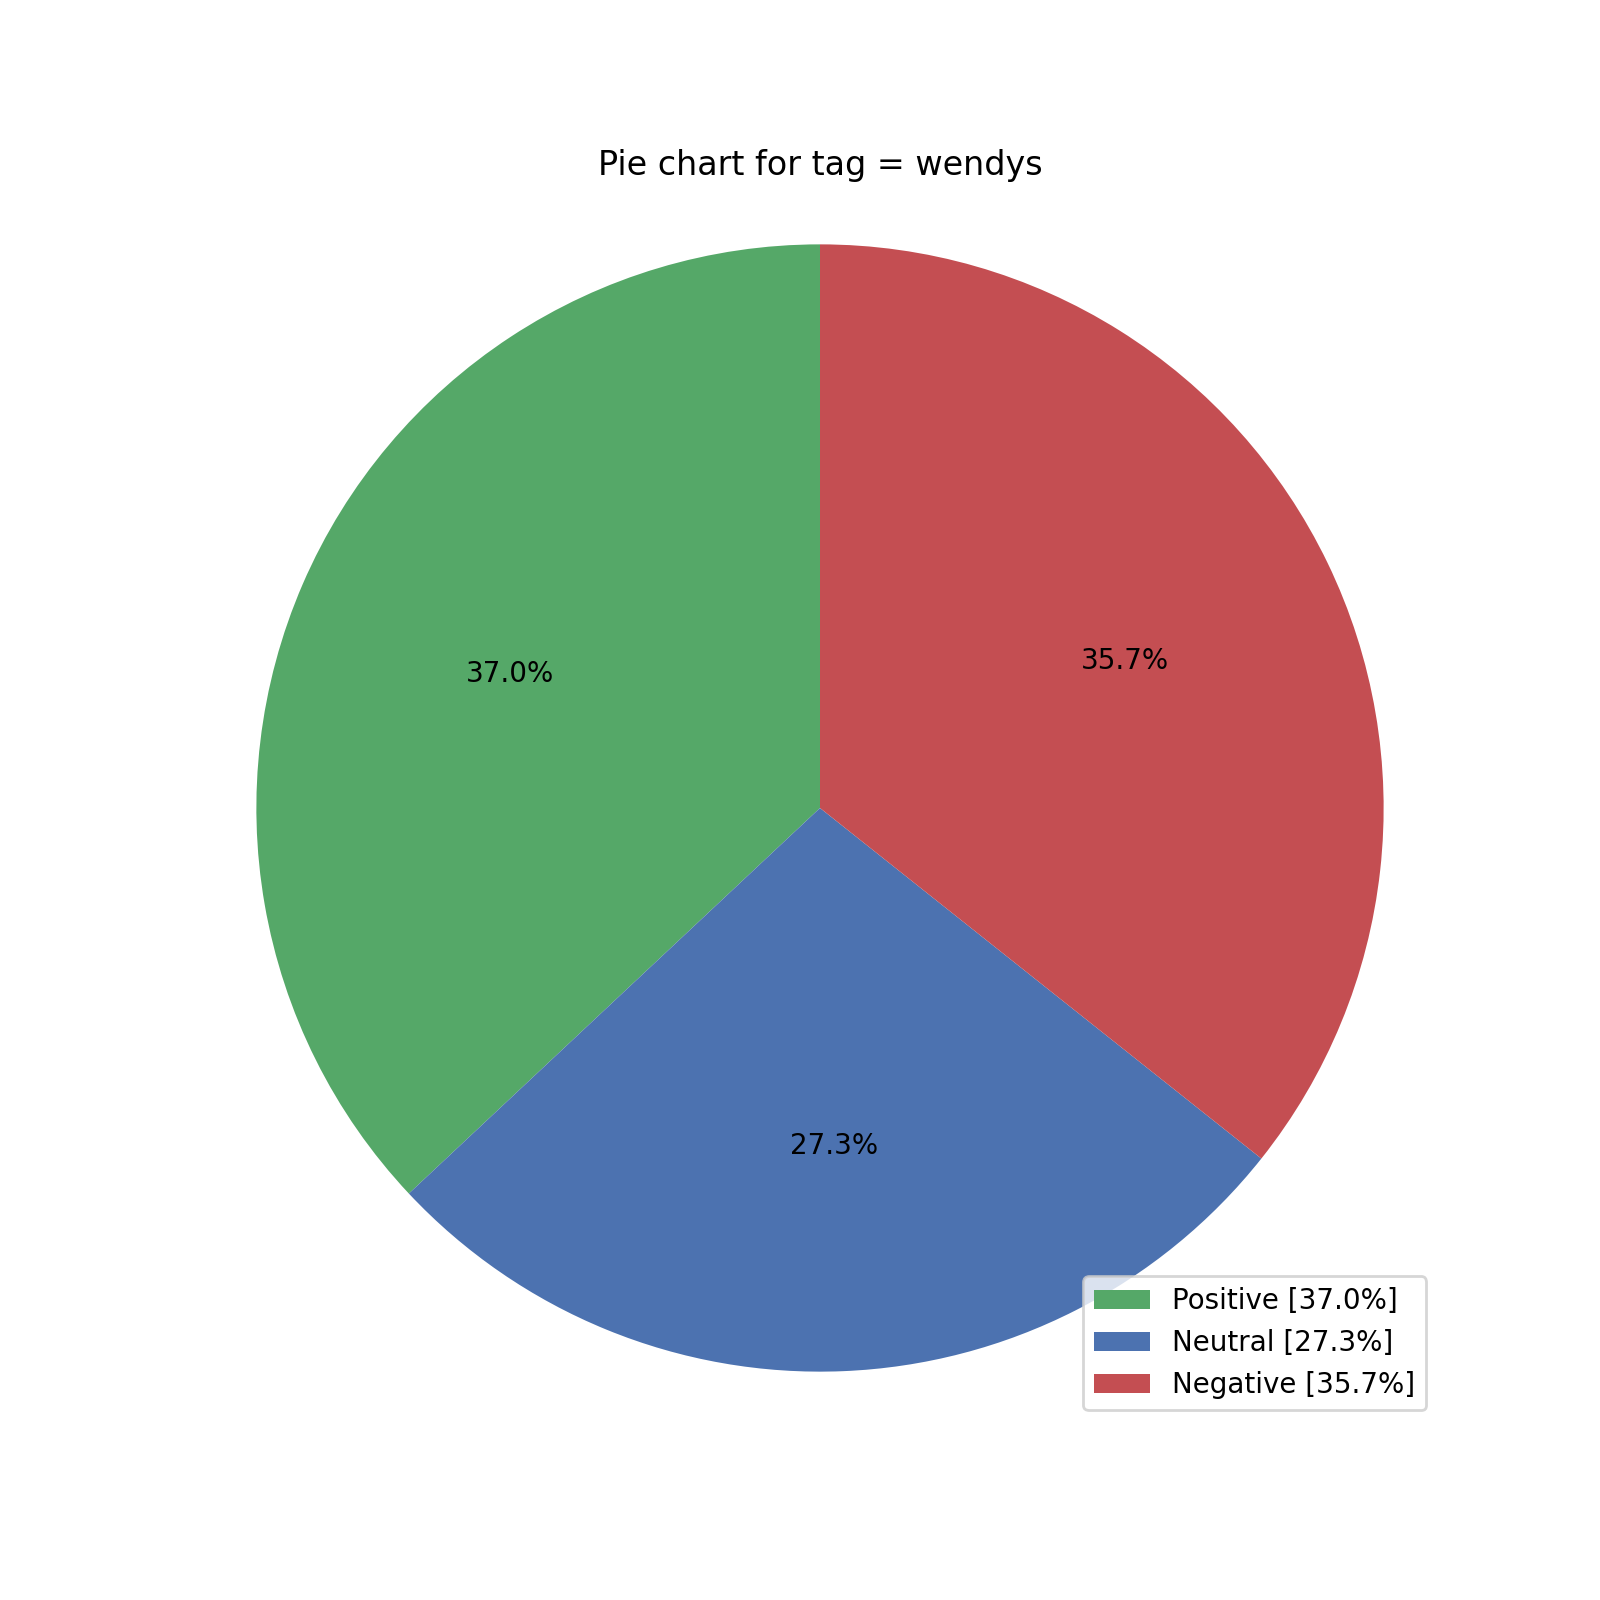 Pie chart for tag = wendys
35.7%
37.0%
27.3%
Positive [37.0%]
Neutral [27.3%]
Negative [35.7%]